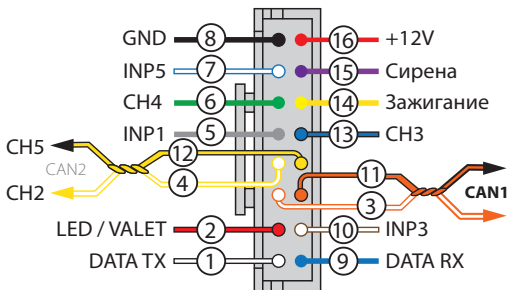 GND 8 16 +12V
INP5 7 15 Сирена
CH4 6 14 Зажигание
INP1 5 13 CH3
CH5 12
CAN2 11
CH2 4 CAN1
3
LED / VALET 2 10 INP3
DATA TX 1 9 DATA RX